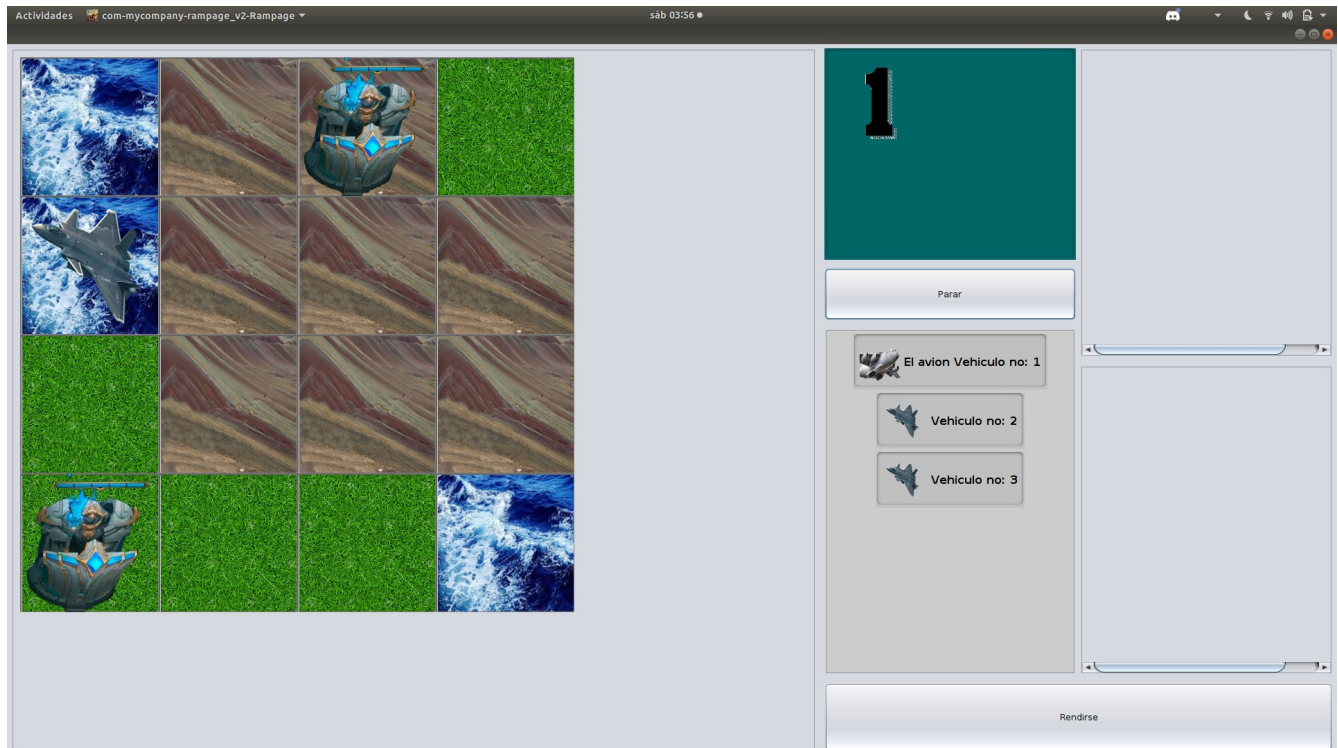 Actividades com-mycompany-rampage_v2-Rampage sáb 03:56
1
Parar
El avion Vehiculo no: 1
Vehiculo no: 2
Vehiculo no: 3
Rendirse